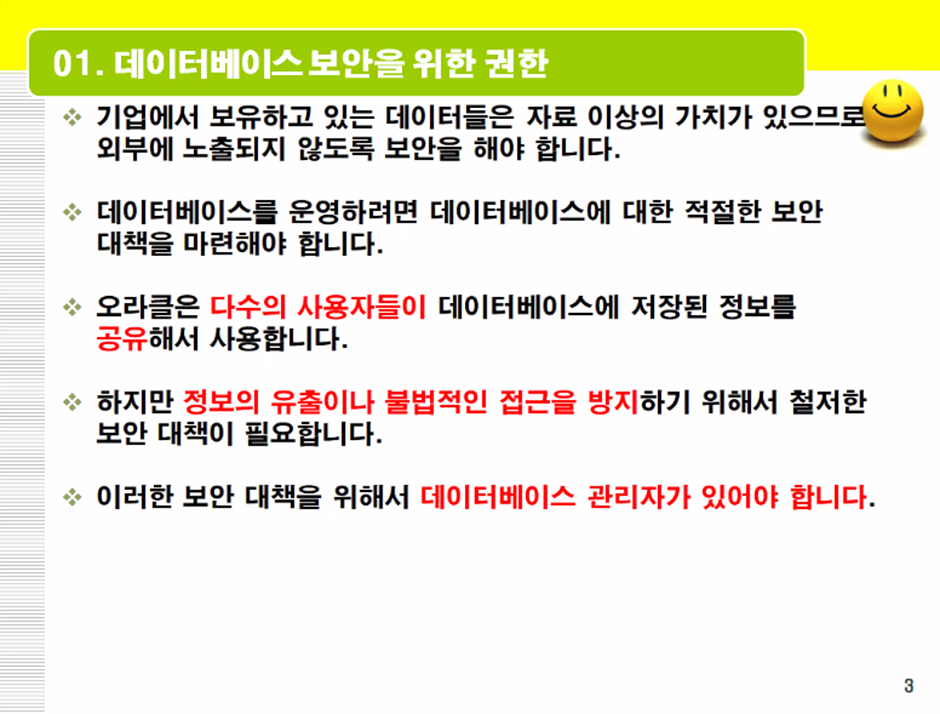 01. 데이터베이스 보안을 위한 권한
기업에서 보유하고 있는 데이터들은 자료 이상의 가치가 있으므로
외부에 노출되지 않도록 보안을 해야 합니다.
데이터베이스를 운영하려면 데이터베이스에 대한 적절한 보안
대책을 마련해야 합니다.
오라클은 다수의 사용자들이 데이터베이스에 저장된 정보를
공유해서 사용합니다.
하지만 정보의 유출이나 불법적인 접근을 방지하기 위해서 철저한
보안 대책이 필요합니다.
이러한 보안 대책을 위해서 데이터베이스 관리자가 있어야 합니다.
3